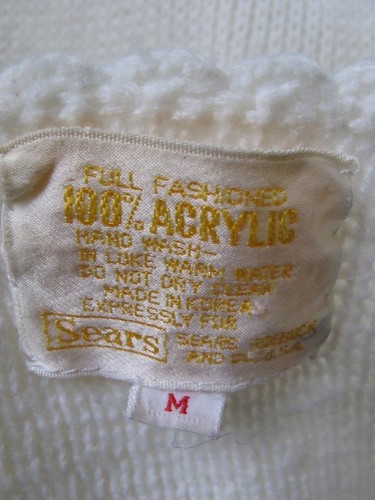 FULL FASHIONED
100% ACRYLIC
HAND WASH—
IN LUKE WARM WATER
DO NOT DRY CLEAN
MADE IN KOREA
EXPRESSLY FOR
Sears SEARS, ROEBUCK
AND U.S.A.
M